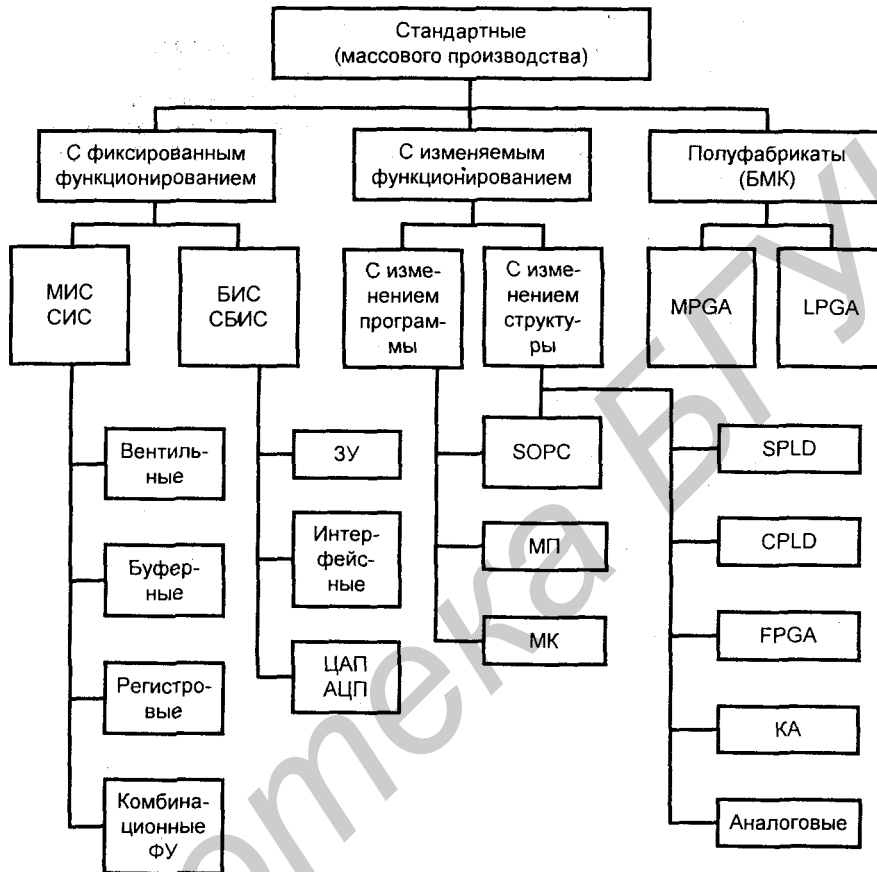 Стандартные
(массового производства)
С фиксированным
функционированием
С изменяемым
функционированием
Полуфабрикаты
(БМК)
МИС
СИС
БИС
СБИС
С изме-
нением
програм-
мы
С изме-
нением
структу-
ры
MPGA
LPGA
Вентиль-
ные
Буфер-
ные
Регистро-
вые
Комбина-
ционные
ФУ
ЗУ
Интер-
фейс-
ные
ЦАП
АЦП
SOPC
МП
МК
SPLD
CPLD
FPGA
КА
Аналоговые
отека БГУ